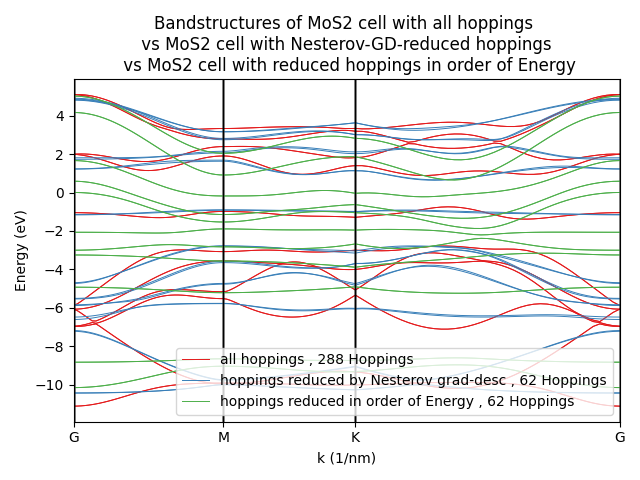 Bandstructures of MoS2 cell with all hoppings
vs MoS2 cell with Nesterov-GD-reduced hoppings
vs MoS2 cell with reduced hoppings in order of Energy
Energy (eV)
4
2
0
−2
−4
−6
−8
−10
all hoppings , 288 Hoppings
hoppings reduced by Nesterov grad-desc , 62 Hoppings
hoppings reduced in order of Energy , 62 Hoppings
G M K G
k (1/nm)